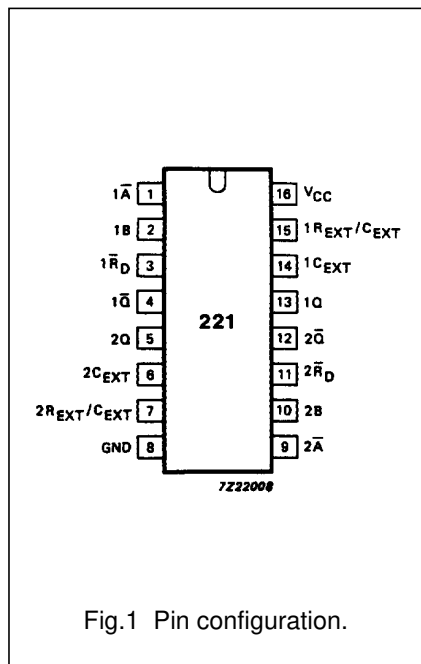 1A̅ 1 16 VCC
1B 2 15 1REXT/CEXT
1R̅D 3 14 1CEXT
1Q̅ 4 13 1Q
221
2Q 5 12 2Q̅
2CEXT 6 11 2R̅D
2REXT/CEXT 7 10 2B
GND 8 9 2A̅
7Z22008
Fig.1 Pin configuration.